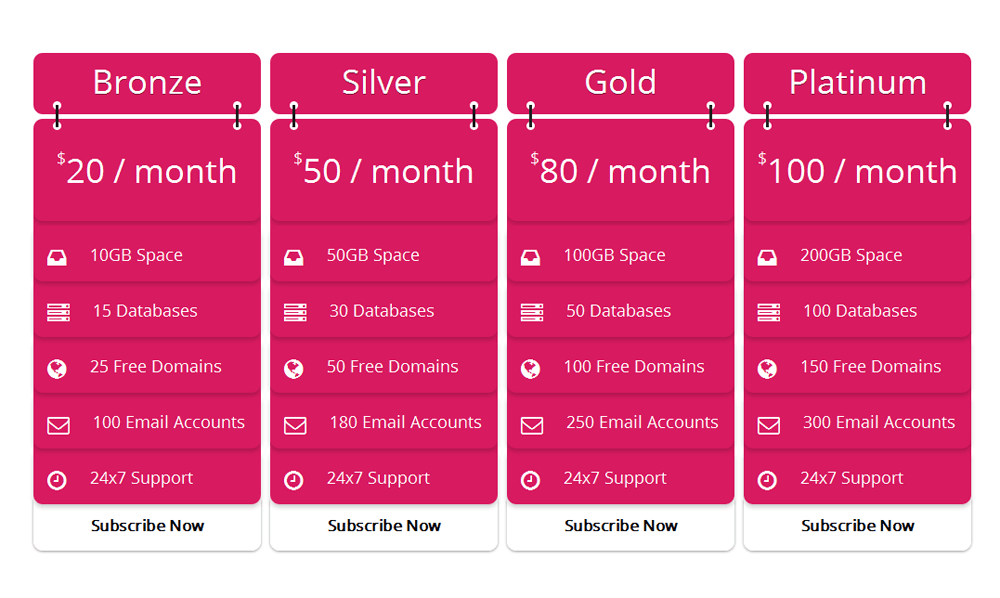 Bronze
$20 / month
10GB Space
15 Databases
25 Free Domains
100 Email Accounts
24x7 Support
Subscribe Now
Silver
$50 / month
50GB Space
30 Databases
50 Free Domains
180 Email Accounts
24x7 Support
Subscribe Now
Gold
$80 / month
100GB Space
50 Databases
100 Free Domains
250 Email Accounts
24x7 Support
Subscribe Now
Platinum
$100 / month
200GB Space
100 Databases
150 Free Domains
300 Email Accounts
24x7 Support
Subscribe Now